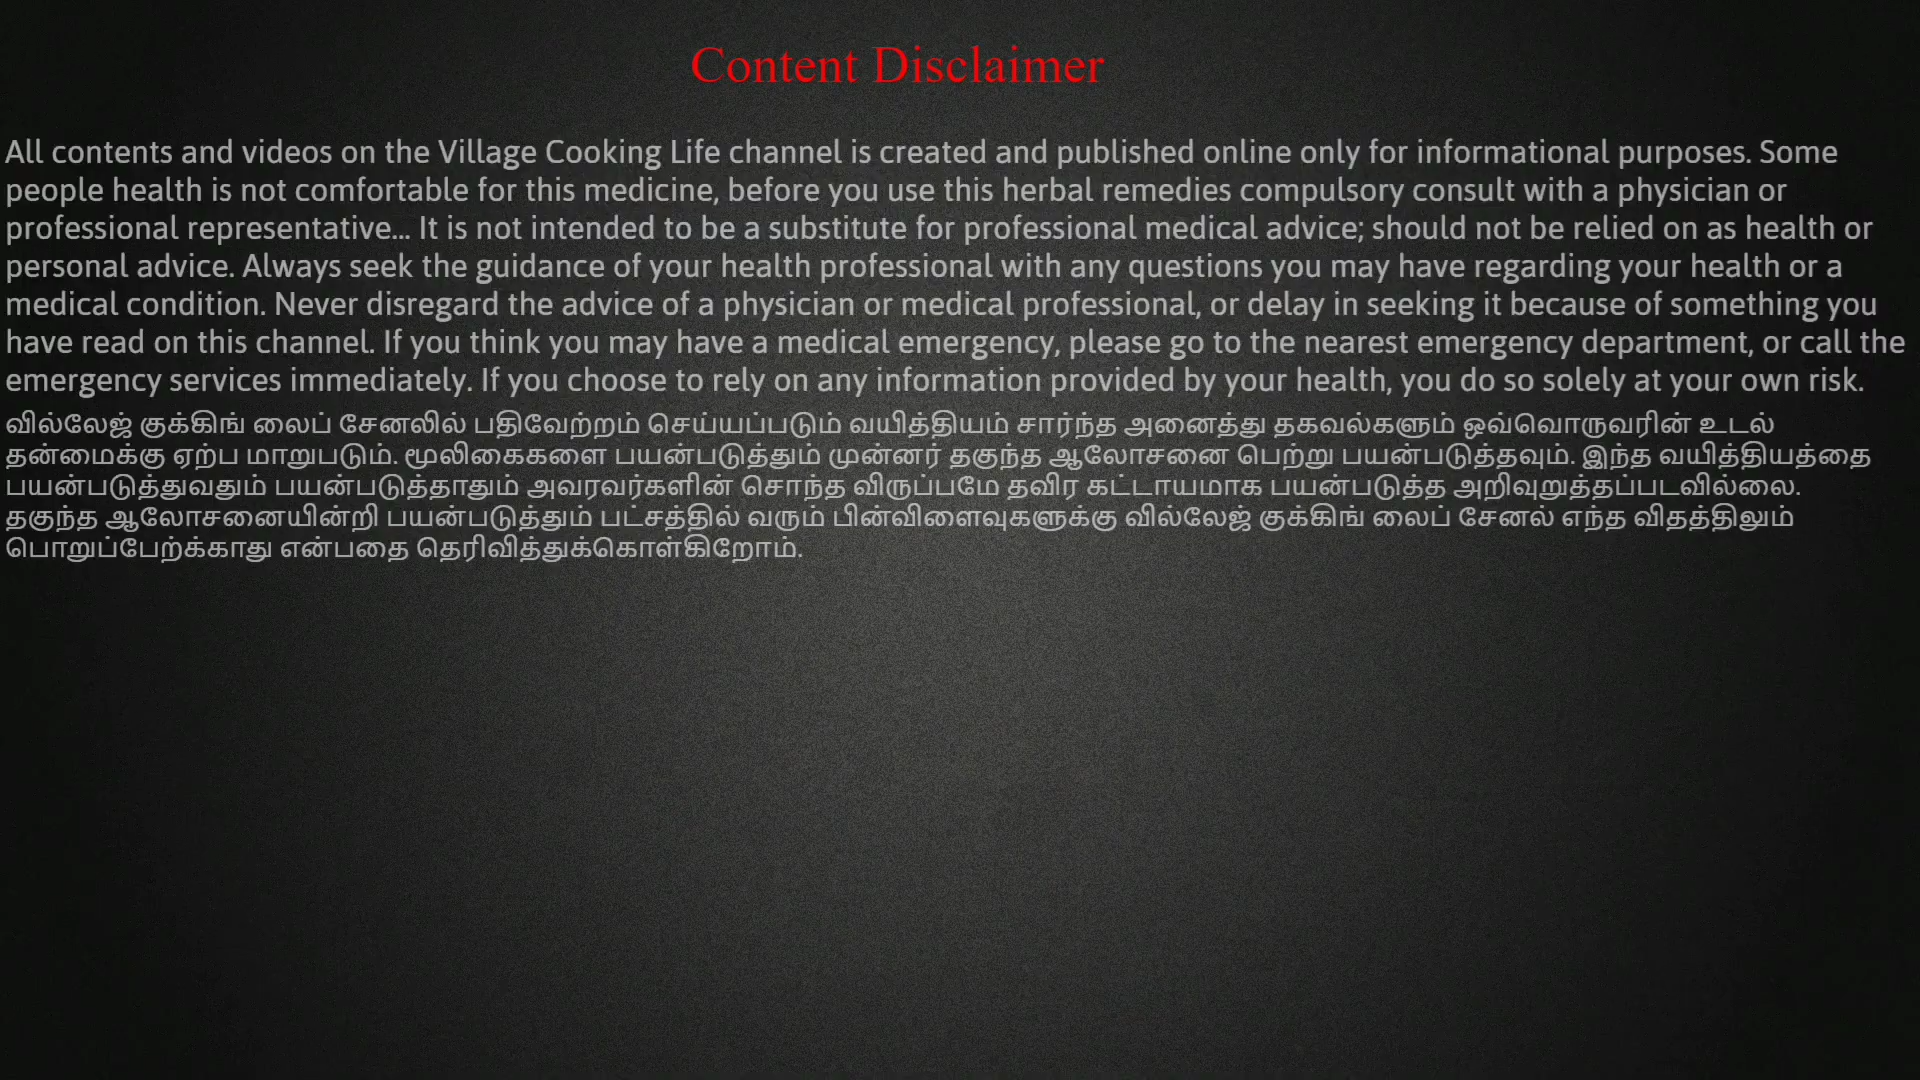 Content Disclaimer
All contents and videos on the Village Cooking Life channel is created and published online only for informational purposes. Some
people health is not comfortable for this medicine, before you use this herbal remedies compulsory consult with a physician or
professional representative... It is not intended to be a substitute for professional medical advice; should not be relied on as health or
personal advice. Always seek the guidance of your health professional with any questions you may have regarding your health or a
medical condition. Never disregard the advice of a physician or medical professional, or delay in seeking it because of something you
have read on this channel. If you think you may have a medical emergency, please go to the nearest emergency department, or call the
emergency services immediately. If you choose to rely on any information provided by your health, you do so solely at your own risk.
வில்லேஜ் குக்கிங் லைப் சேனலில் பதிவேற்றம் செய்யப்படும் வயித்தியம் சார்ந்த அனைத்து தகவல்களும் ஒவ்வொருவரின் உடல்
தன்மைக்கு ஏற்ப மாறுபடும். மூலிகைகளை பயன்படுத்தும் முன்னர் தகுந்த ஆலோசனை பெற்று பயன்படுத்தவும். இந்த வயித்தியத்தை
பயன்படுத்துவதும் பயன்படுத்தாதும் அவரவர்களின் சொந்த விருப்பமே தவிர கட்டாயமாக பயன்படுத்த அறிவுறுத்தப்படவில்லை.
தகுந்த ஆலோசனையின்றி பயன்படுத்தும் பட்சத்தில் வரும் பின்விளைவுகளுக்கு வில்லேஜ் குக்கிங் லைப் சேனல் எந்த விதத்திலும்
பொறுப்பேற்க்காது என்பதை தெரிவித்துக்கொள்கிறோம்.